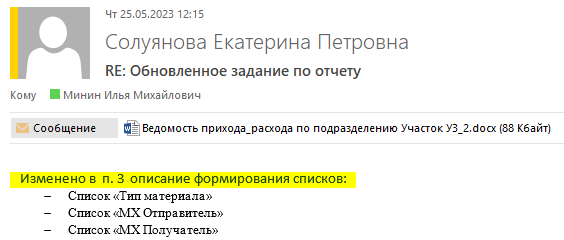 Чт 25.05.2023 12:15
Солуянова Екатерина Петровна
RE: Обновленное задание по отчету
Кому Минин Илья Михайлович
Сообщение Ведомость прихода_расхода по подразделению Участок УЗ_2.docx (88 Кбайт)
Изменено в п. 3 описание формирования списков:
– Список «Тип материала»
– Список «МХ Отправитель»
– Список «МХ Получатель»